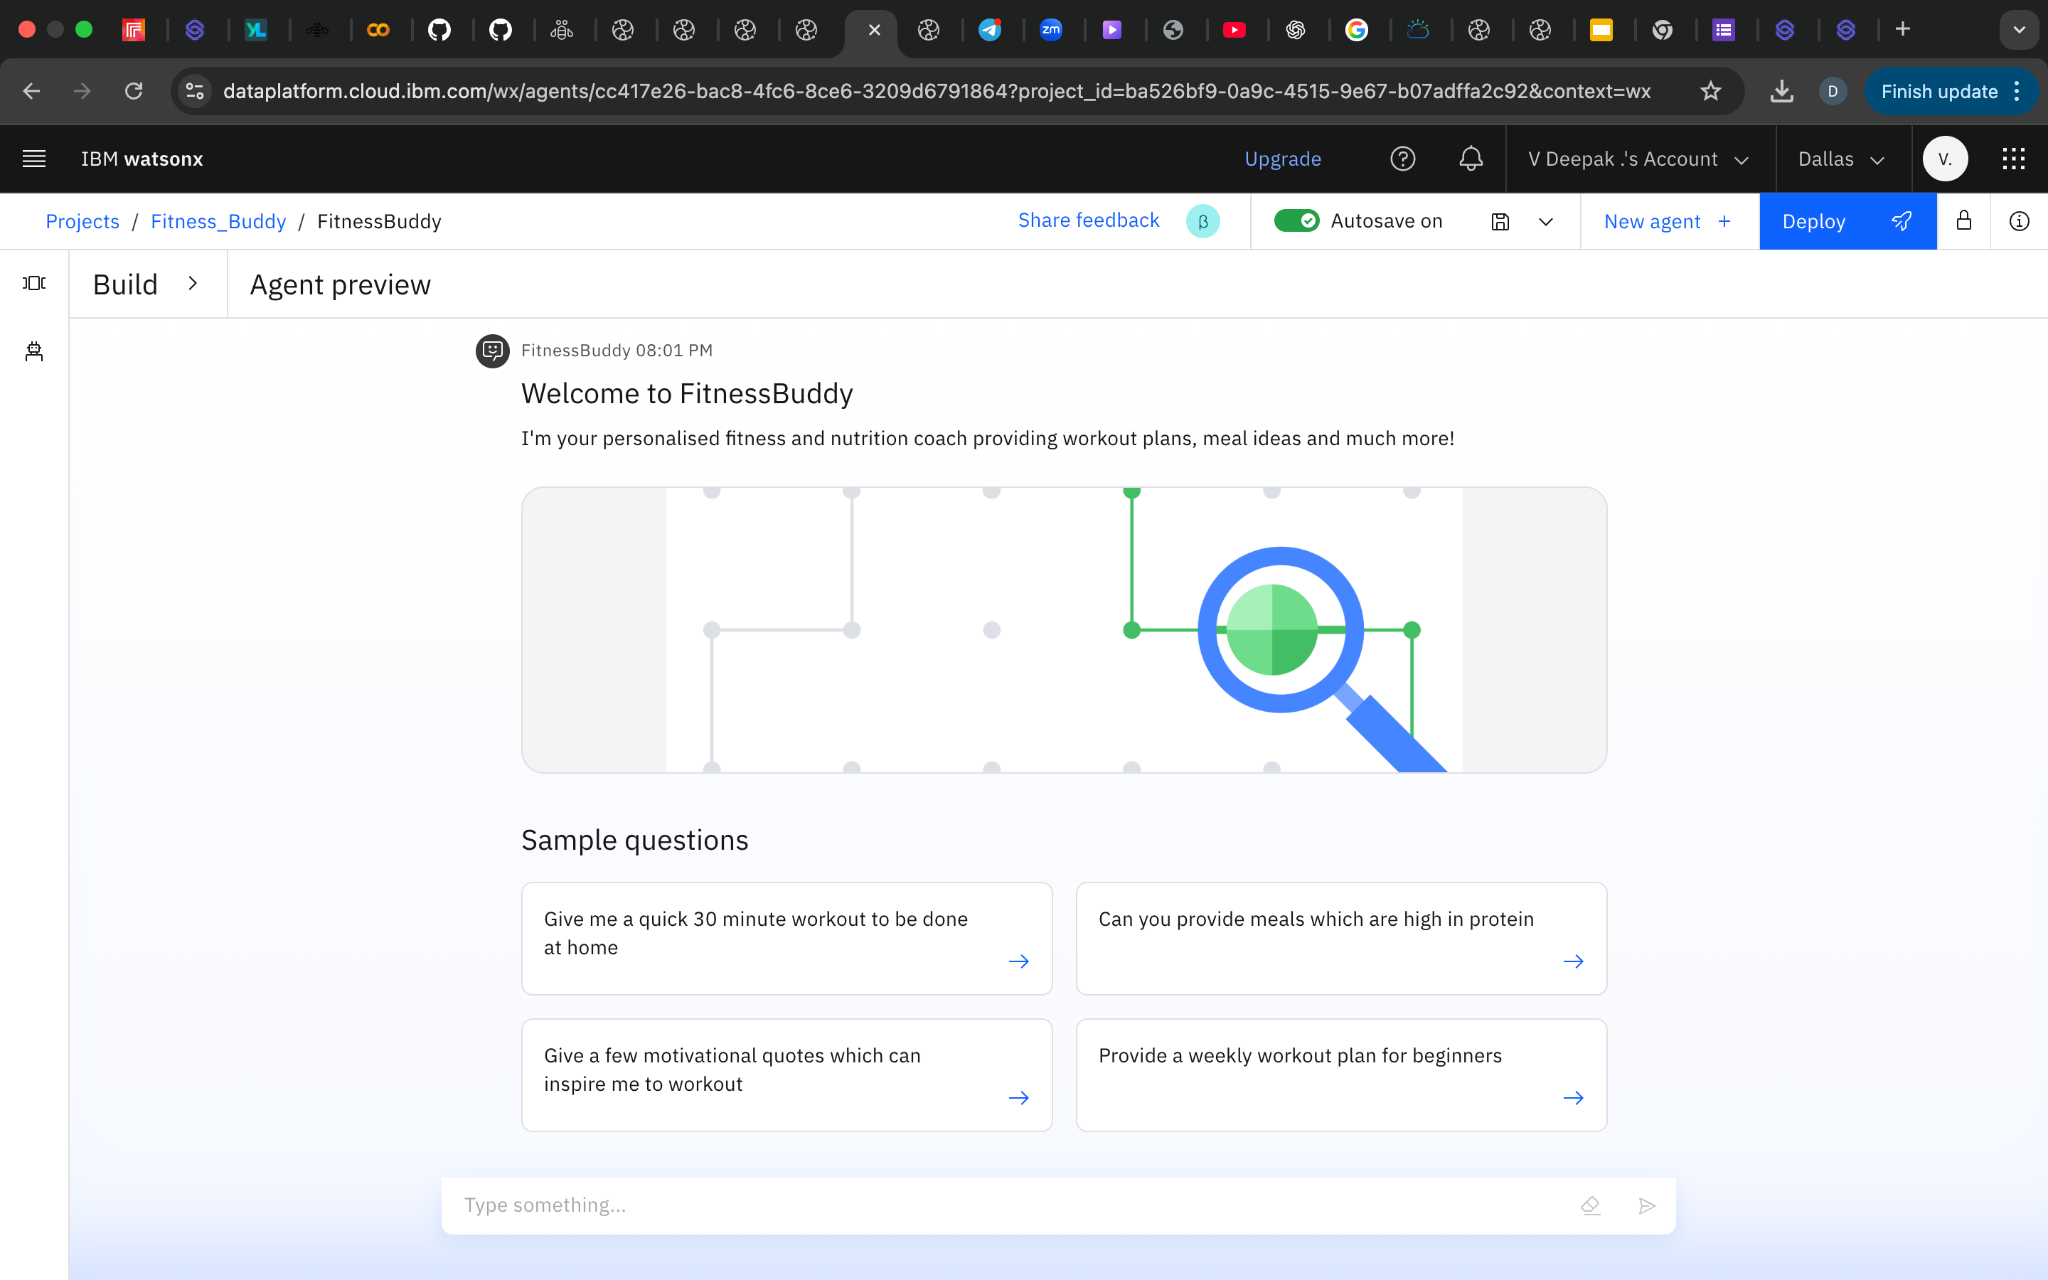 YL
zm
dataplatform.cloud.ibm.com/wx/agents/cc417e26-bac8-4fc6-8ce6-3209d6791864?project_id=ba526bf9-0a9c-4515-9e67-b07adffa2c92&context=wx
D
Finish update
IBM watsonx
Upgrade
V Deepak .'s Account
Dallas
V.
Projects / Fitness_Buddy / FitnessBuddy
Share feedback
β
Autosave on
New agent +
Deploy
Build
Agent preview
FitnessBuddy 08:01 PM
Welcome to FitnessBuddy
I'm your personalised fitness and nutrition coach providing workout plans, meal ideas and much more!
Sample questions
Give me a quick 30 minute workout to be done
at home
Can you provide meals which are high in protein
Give a few motivational quotes which can
inspire me to workout
Provide a weekly workout plan for beginners
Type something...